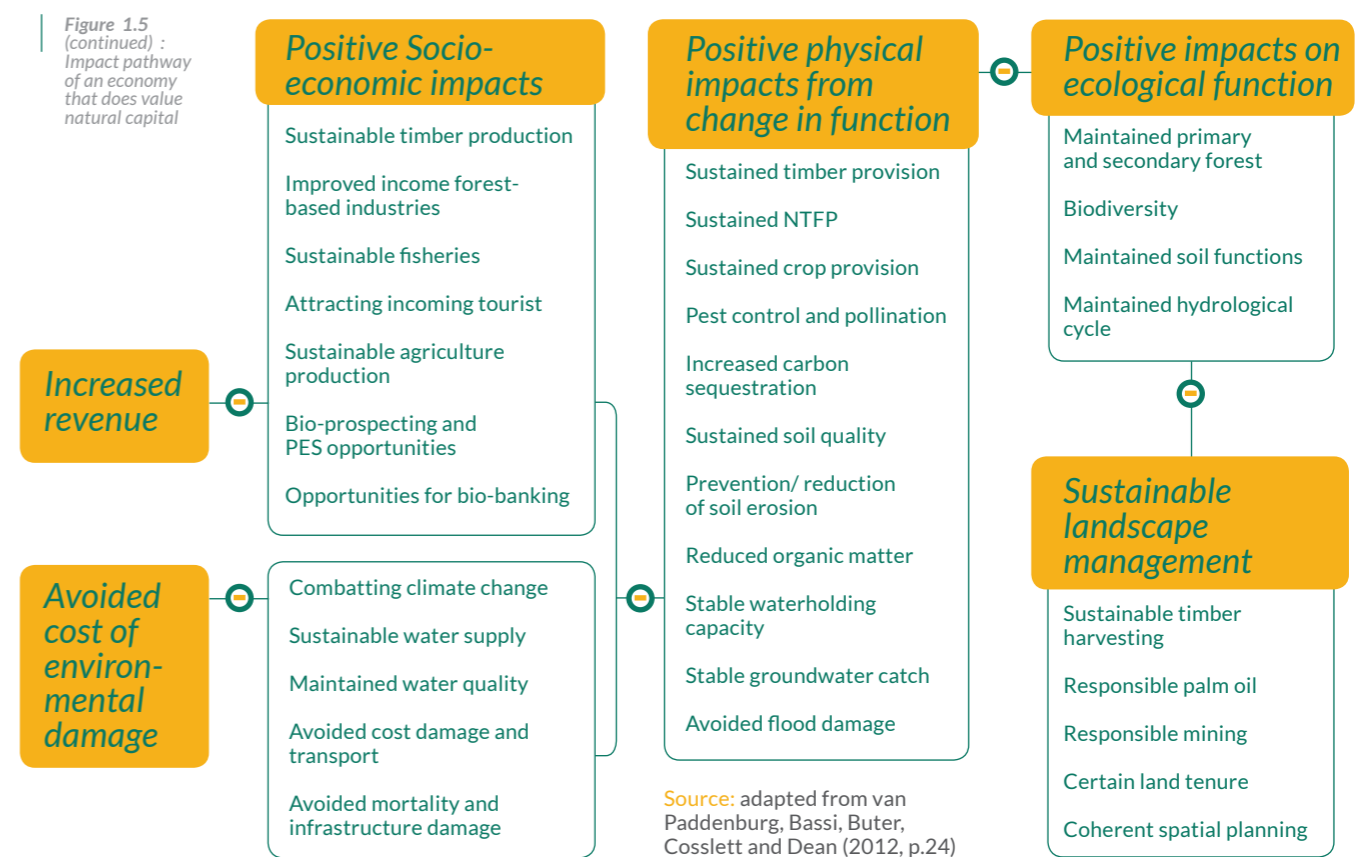 Figure 1.5
(continued) :
Impact pathway
of an economy
that does value
natural capital
Increased
revenue
Avoided
cost of
environ-
mental
damage
Positive Socio-
economic impacts
Sustainable timber production
Improved income forest-
based industries
Sustainable fisheries
Attracting incoming tourist
Sustainable agriculture
production
Bio-prospecting and
PES opportunities
Opportunities for bio-banking
Combatting climate change
Sustainable water supply
Maintained water quality
Avoided cost damage and
transport
Avoided mortality and
infrastructure damage
Positive physical
impacts from
change in function
Sustained timber provision
Sustained NTFP
Sustained crop provision
Pest control and pollination
Increased carbon
sequestration
Sustained soil quality
Prevention/ reduction
of soil erosion
Reduced organic matter
Stable waterholding
capacity
Stable groundwater catch
Avoided flood damage
Source: adapted from van
Paddenburg, Bassi, Buter,
Cosslett and Dean (2012, p.24)
Positive impacts on
ecological function
Maintained primary
and secondary forest
Biodiversity
Maintained soil functions
Maintained hydrological
cycle
Sustainable
landscape
management
Sustainable timber
harvesting
Responsible palm oil
Responsible mining
Certain land tenure
Coherent spatial planning